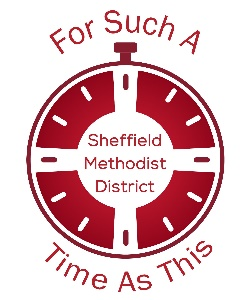 For Such A
Sheffield
Methodist
District
Time As This